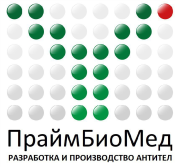 ПраймБиоМед
РАЗРАБОТКА И ПРОИЗВОДСТВО АНТИТЕЛ